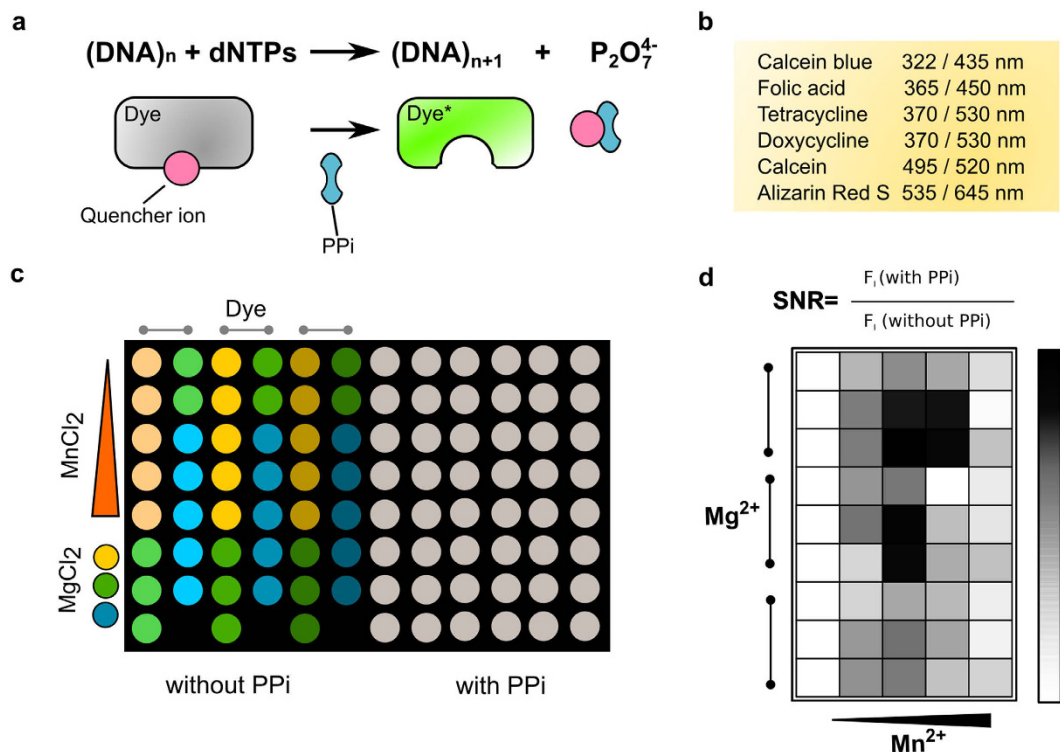 a
(DNA)n + dNTPs (DNA)n+1 + P2O7 4-
Dye
Dye*
Quencher ion
PPi
b
Calcein blue 322 / 435 nm
Folic acid 365 / 450 nm
Tetracycline 370 / 530 nm
Doxycycline 370 / 530 nm
Calcein 495 / 520 nm
Alizarin Red S 535 / 645 nm
c
Dye
MnCl2
MgCl2
without PPi
with PPi
d
SNR=
FI (with PPi)
FI (without PPi)
Mg2+
Mn2+